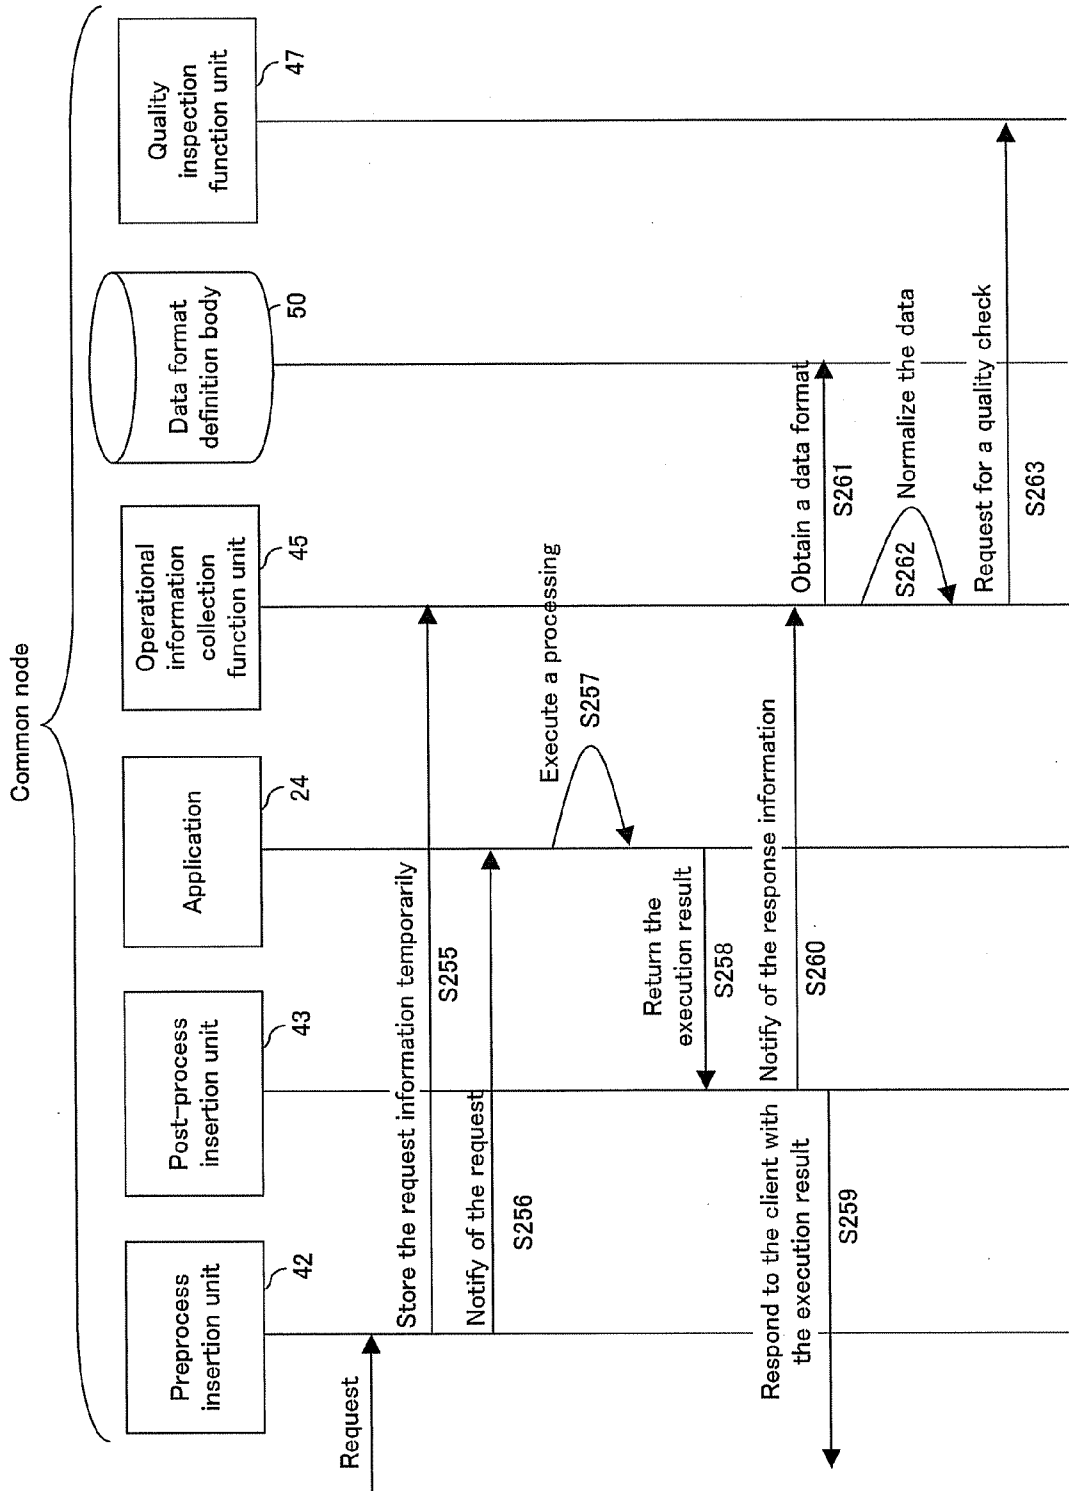 Common node
Preprocess
insertion unit
42
Post-process
insertion unit
43
Application
24
Operational
information
collection
function unit
45
Data format
definition body
50
Quality
inspection
function unit
47
Request
Store the request information temporarily
S255
Notify of the request
S256
Execute a processing
S257
Return the
execution result
S258
Respond to the client with
the execution result
S259
Notify of the response information
S260
Obtain a data format
S261
S262
Normalize the data
Request for a quality check
S263